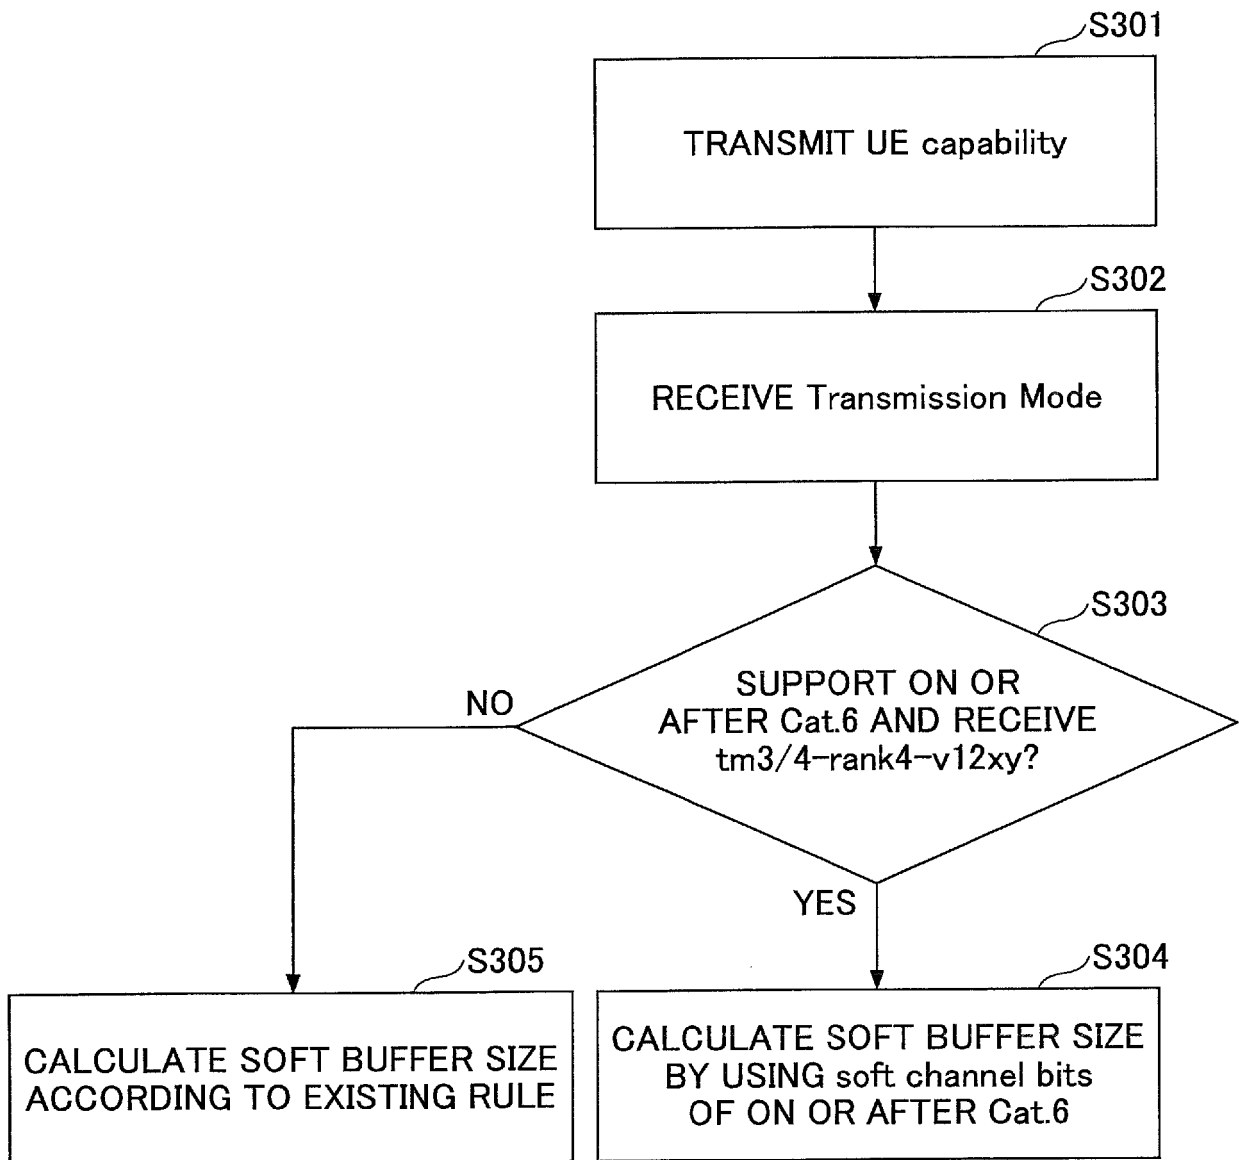 S301
TRANSMIT UE capability
S302
RECEIVE Transmission Mode
S303
SUPPORT ON OR
AFTER Cat.6 AND RECEIVE
tm3/4-rank4-v12xy?
NO
YES
S305
CALCULATE SOFT BUFFER SIZE
ACCORDING TO EXISTING RULE
S304
CALCULATE SOFT BUFFER SIZE
BY USING soft channel bits
OF ON OR AFTER Cat.6